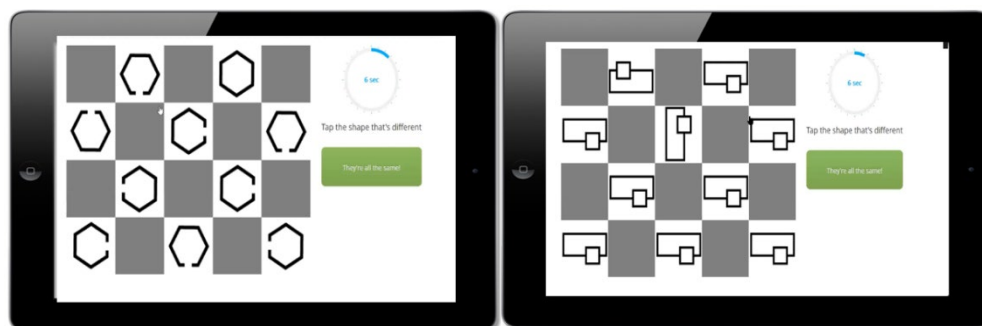 6 sec
Tap the shape that's different
They're all the same!
6 sec
Tap the shape that's different
They're all the same!